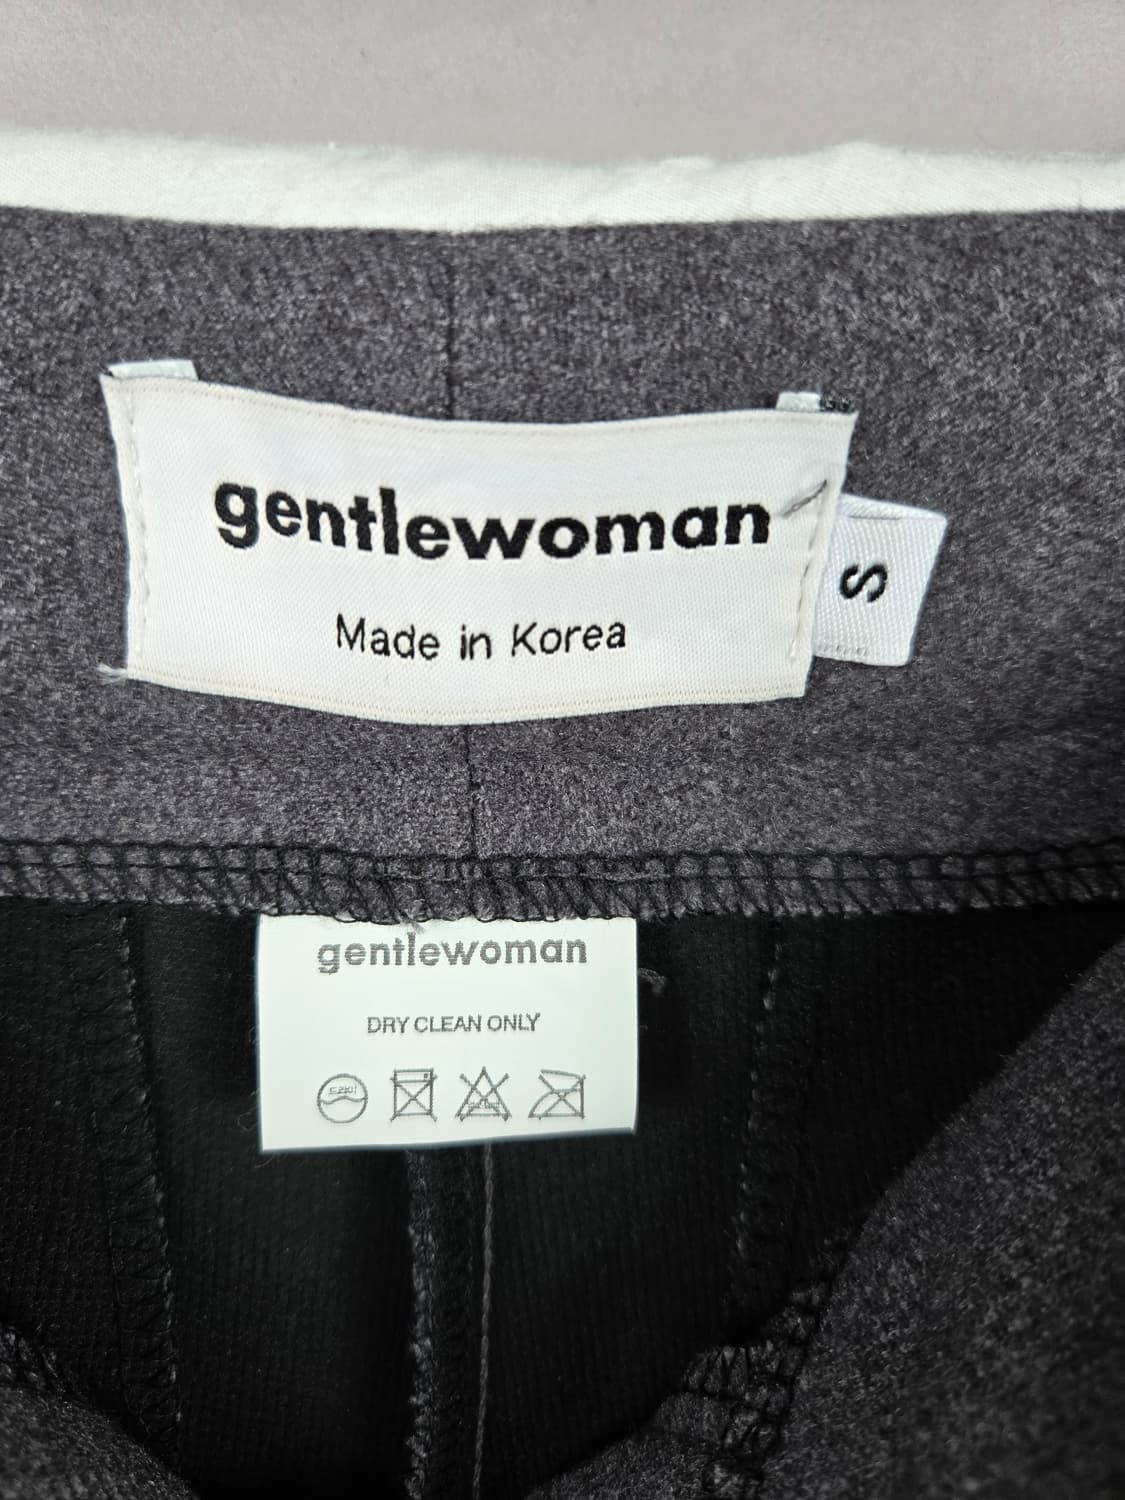 gentlewoman
Made in Korea
S
gentlewoman
DRY CLEAN ONLY